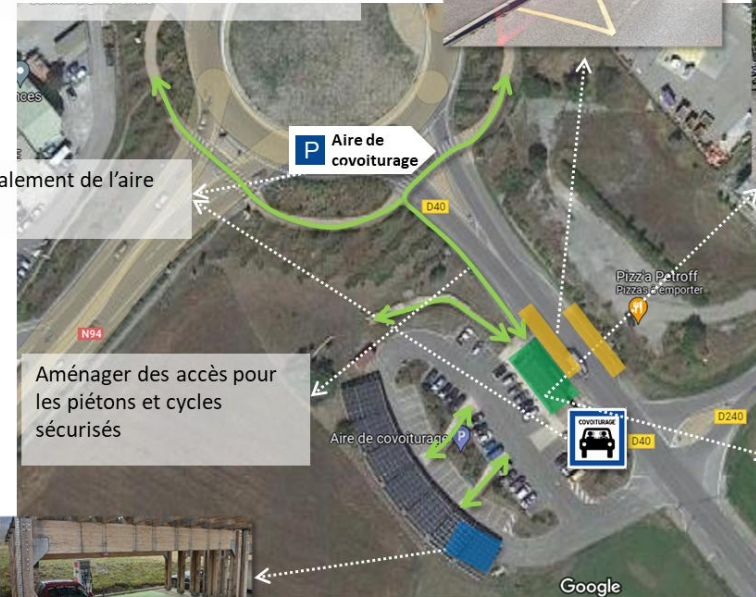 nces
P Aire de
covoiturage
alement de l'aire
D40
Pizza Petroff
Pizzas à emporter
N94
Aménager des accès pour
les piétons et cycles
sécurisés
Aire de covoiturage P
COVOITURAGE
D40
D240
Google